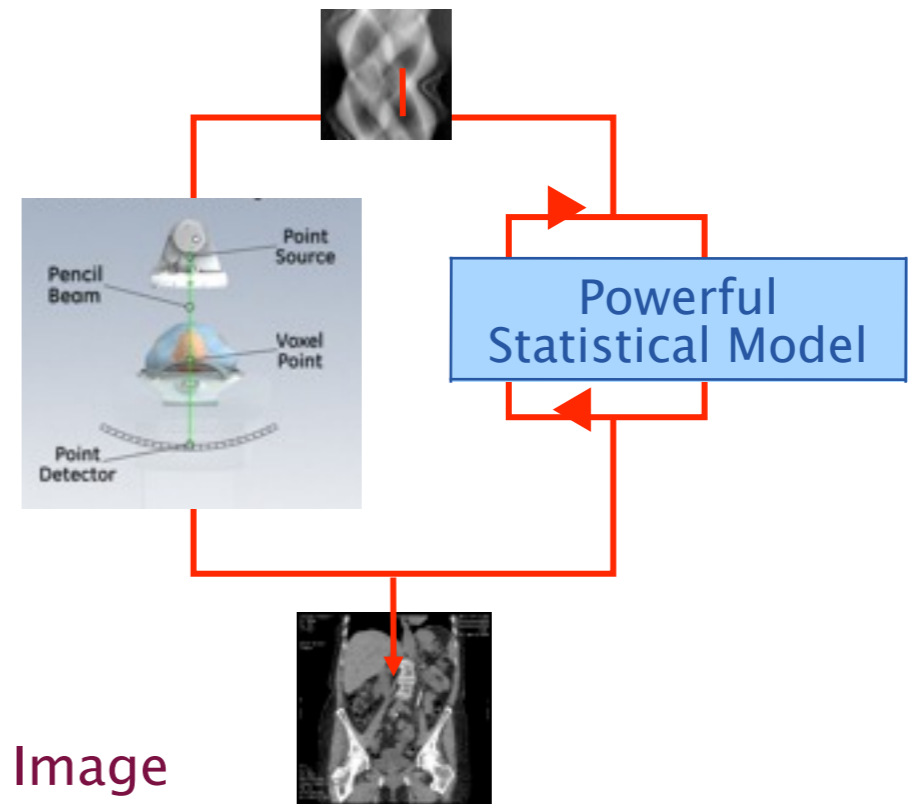 Point
Source
Pencil
Beam
Voxel
Point
Point
Detector
Powerful
Statistical Model
Image